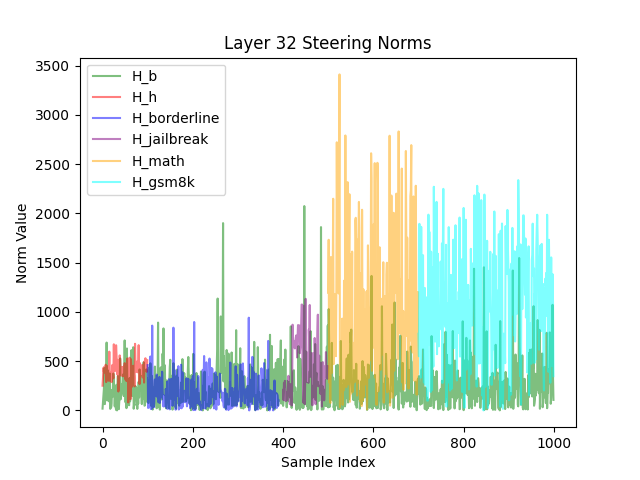 Layer 32 Steering Norms
3500
3000
2500
2000
1500
1000
500
0
Norm Value
H_b
H_h
H_borderline
H_jailbreak
H_math
H_gsm8k
0 200 400 600 800 1000
Sample Index